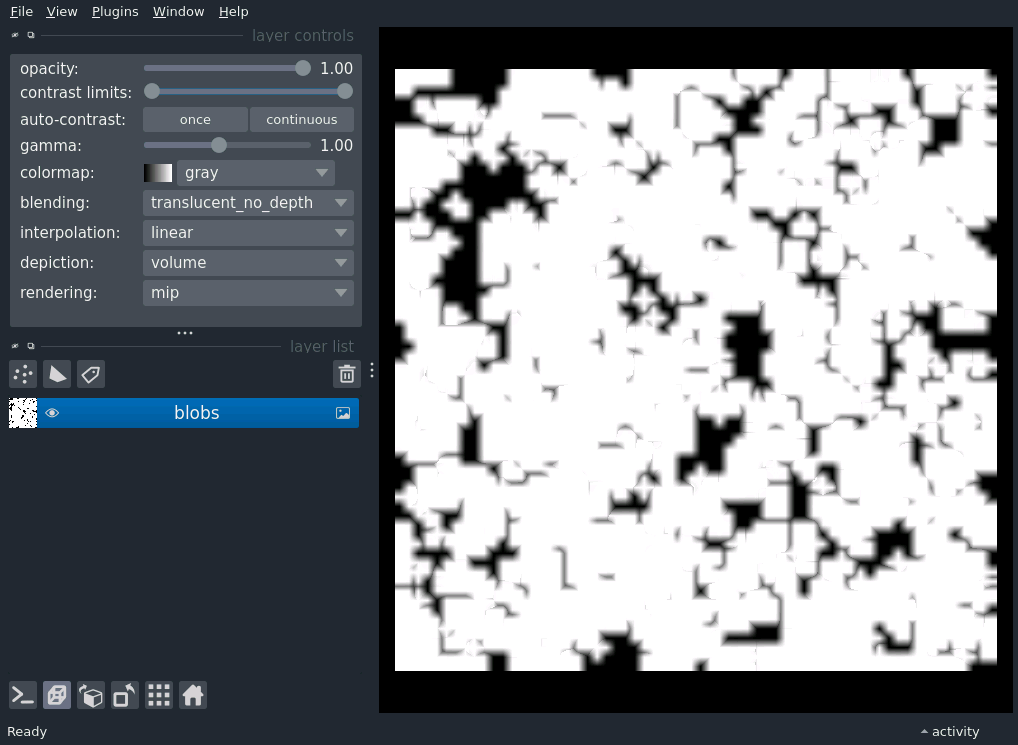 File View Plugins Window Help
layer controls
opacity: 1.00
contrast limits:
auto-contrast: once continuous
gamma: 1.00
colormap: gray
blending: translucent_no_depth
interpolation: linear
depiction: volume
rendering: mip
layer list
blobs
Ready activity